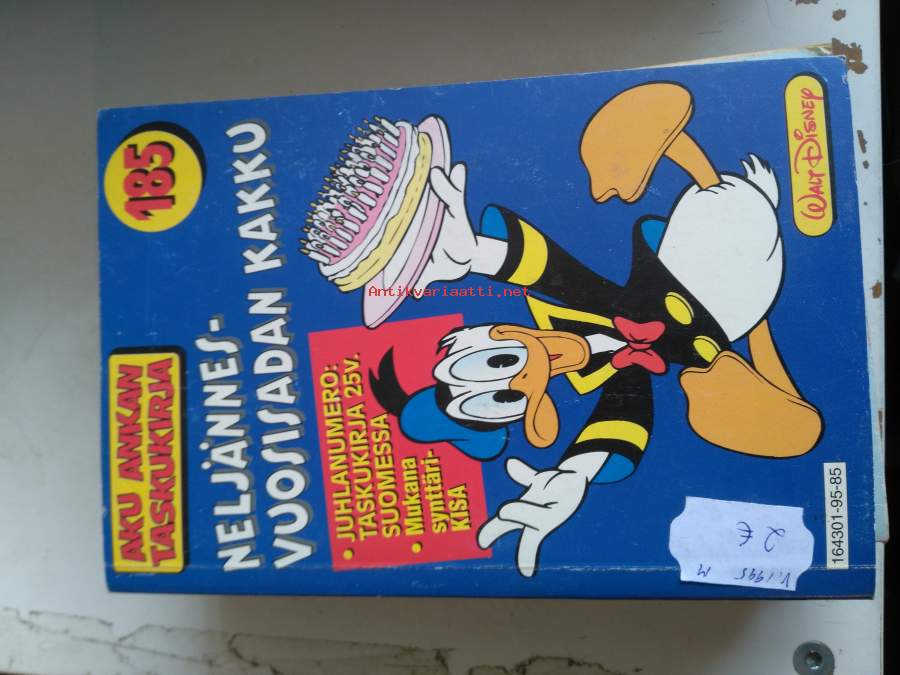 AKU ANKAN
TASKUKIRJA
185
NELJÄNNES-
VUOSISADAN KAKKU
• JUHLANUMERO:
TASKUKIRJA 25V.
SUOMESSA
• Mukana
synttäri-
KISA
WALT DISNEY
164301-95-85
V. 1995 M
2 €
Antikvariaatti.net